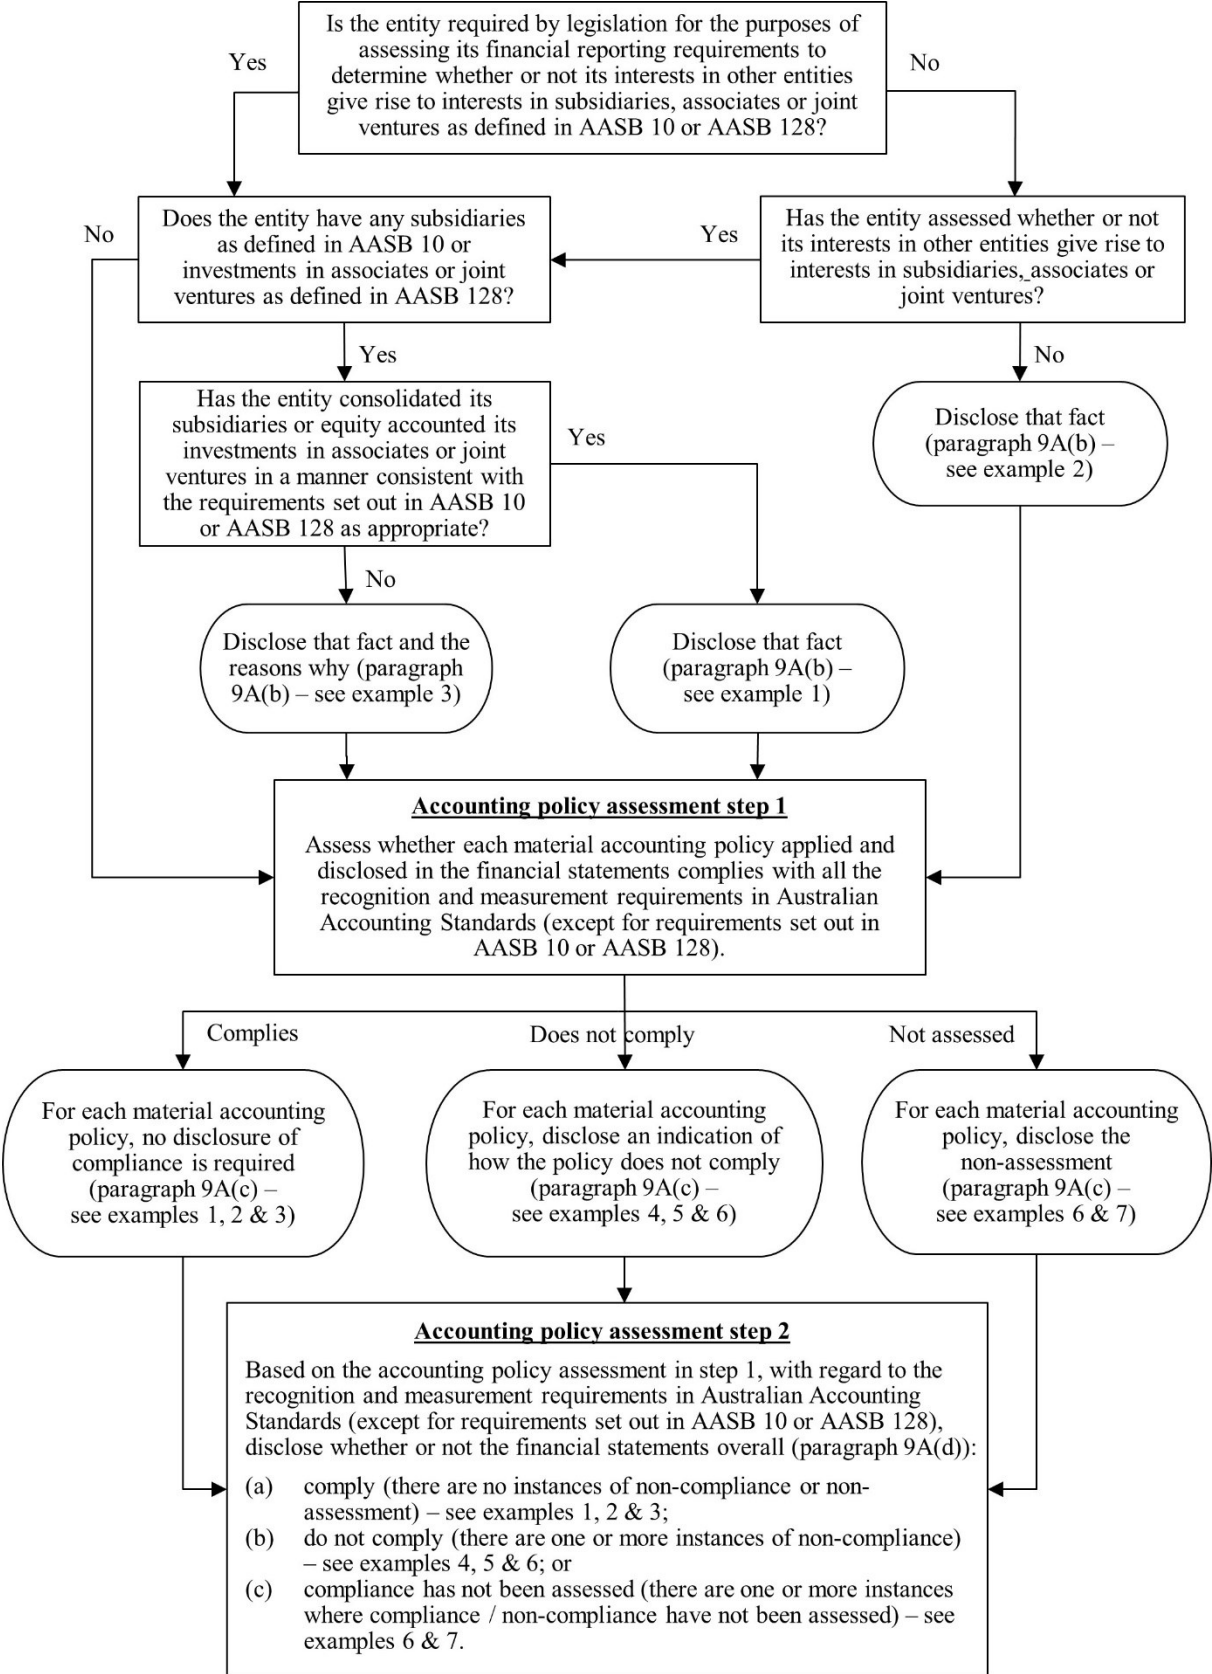 Is the entity required by legislation for the purposes of
assessing its financial reporting requirements to
determine whether or not its interests in other entities
give rise to interests in subsidiaries, associates or joint
ventures as defined in AASB 10 or AASB 128?
Yes
No
Does the entity have any subsidiaries
as defined in AASB 10 or
investments in associates or joint
ventures as defined in AASB 128?
No
Yes
Has the entity assessed whether or not
its interests in other entities give rise to
interests in subsidiaries, associates or
joint ventures?
Yes
No
Has the entity consolidated its
subsidiaries or equity accounted its
investments in associates or joint
ventures in a manner consistent with
the requirements set out in AASB 10
or AASB 128 as appropriate?
Yes
Disclose that fact
(paragraph 9A(b) –
see example 2)
No
Disclose that fact and the
reasons why (paragraph
9A(b) – see example 3)
Disclose that fact
(paragraph 9A(b) –
see example 1)
Accounting policy assessment step 1
Assess whether each material accounting policy applied and
disclosed in the financial statements complies with all the
recognition and measurement requirements in Australian
Accounting Standards (except for requirements set out in
AASB 10 or AASB 128).
Complies
Does not comply
Not assessed
For each material accounting
policy, no disclosure of
compliance is required
(paragraph 9A(c) –
see examples 1, 2 & 3)
For each material accounting
policy, disclose an indication of
how the policy does not comply
(paragraph 9A(c) –
see examples 4, 5 & 6)
For each material accounting
policy, disclose the
non-assessment
(paragraph 9A(c) –
see examples 6 & 7)
Accounting policy assessment step 2
Based on the accounting policy assessment in step 1, with regard to the
recognition and measurement requirements in Australian Accounting
Standards (except for requirements set out in AASB 10 or AASB 128),
disclose whether or not the financial statements overall (paragraph 9A(d)):
(a) comply (there are no instances of non-compliance or non-
assessment) – see examples 1, 2 & 3;
(b) do not comply (there are one or more instances of non-compliance)
– see examples 4, 5 & 6; or
(c) compliance has not been assessed (there are one or more instances
where compliance / non-compliance have not been assessed) – see
examples 6 & 7.